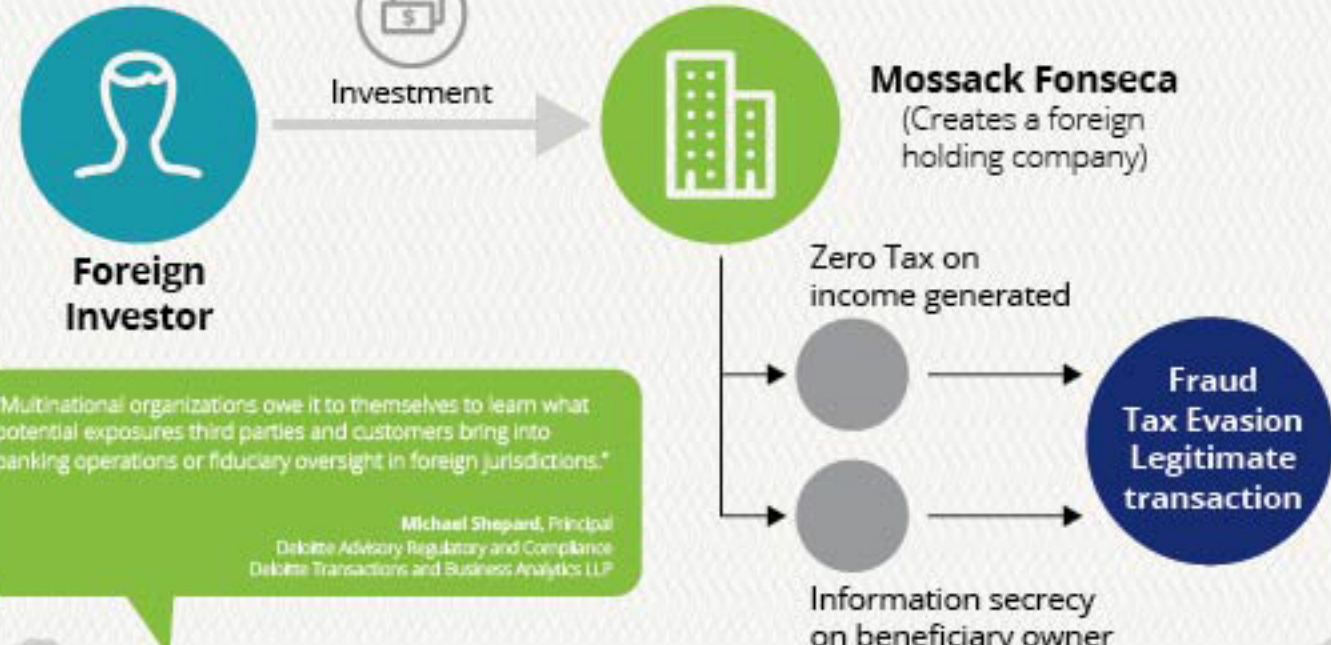 $
Investment
Mossack Fonseca
(Creates a foreign
holding company)
Foreign
Investor
Zero Tax on
income generated
Fraud
Tax Evasion
Legitimate
transaction
"Multinational organizations owe it to themselves to learn what
potential exposures third parties and customers bring into
banking operations or fiduciary oversight in foreign jurisdictions."
Michael Shepard, Principal
Deloitte Advisory Regulatory and Compliance
Deloitte Transactions and Business Analytics LLP
Information secrecy
on beneficiary owner